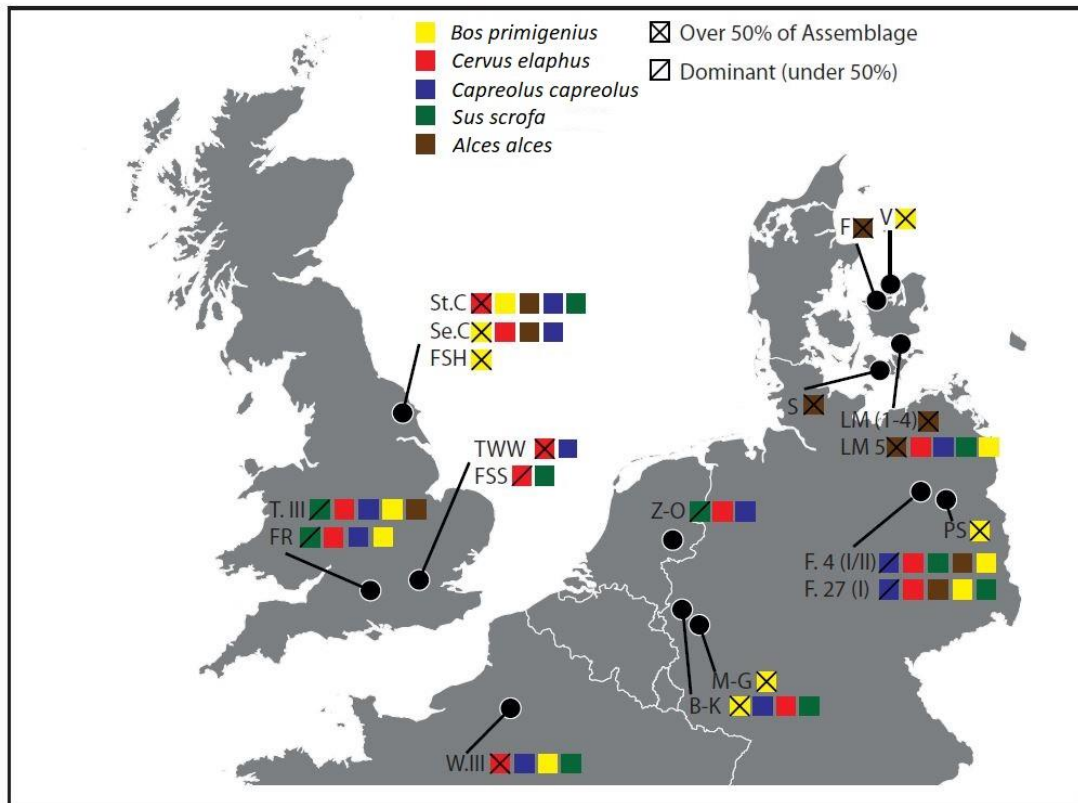 Bos primigenius
Cervus elaphus
Capreolus capreolus
Sus scrofa
Alces alces
Over 50% of Assemblage
Dominant (under 50%)
F
V
St.C
Se.C
FSH
S
LM (1-4)
LM 5
TWW
FSS
T. III
FR
Z-O
PS
F. 4 (I/II)
F. 27 (I)
M-G
B-K
W.III